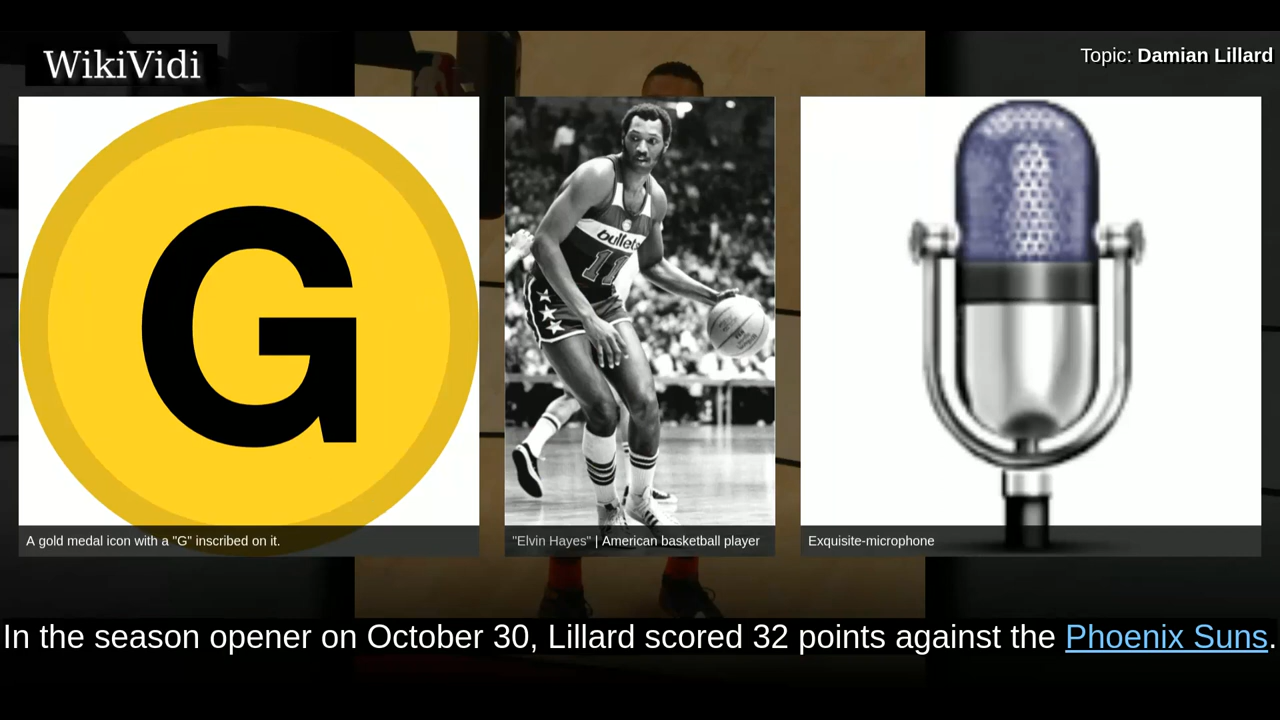 WikiVidi
Topic: Damian Lillard
G
bullets
11
A gold medal icon with a "G" inscribed on it.
"Elvin Hayes" | American basketball player
Exquisite-microphone
In the season opener on October 30, Lillard scored 32 points against the Phoenix Suns.